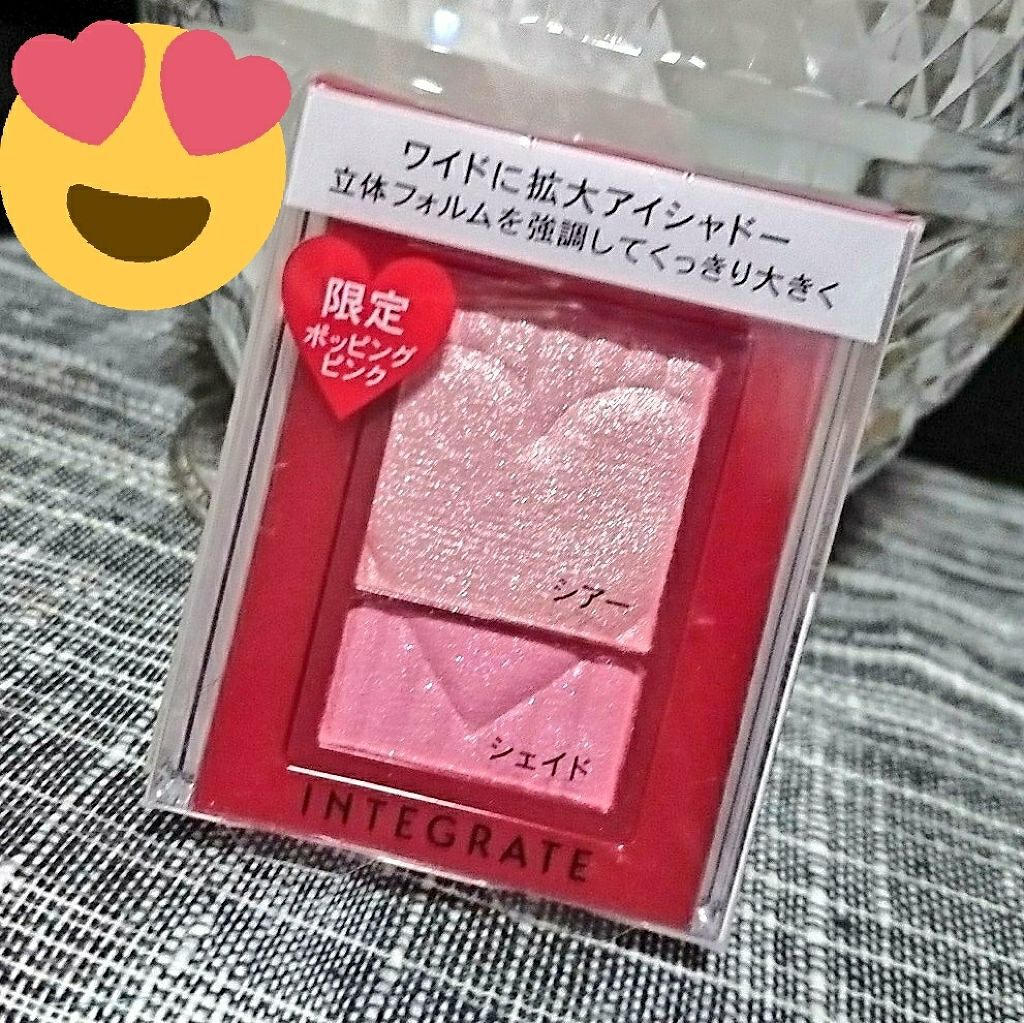 ワイドに拡大アイシャドー
立体フォルムを強調してくっきり大きく
限定
ポッピング
ピンク
シアー
シェイド
INTEGRATE